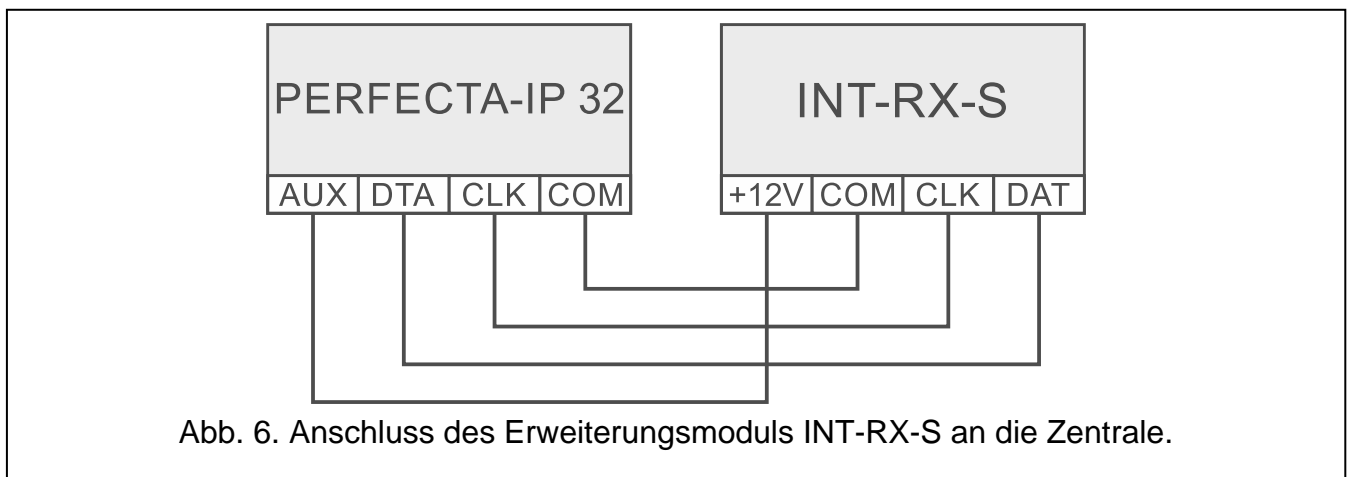 PERFECTA-IP 32
INT-RX-S
AUX DTA CLK COM
+12V COM CLK DAT
Abb. 6. Anschluss des Erweiterungsmoduls INT-RX-S an die Zentrale.